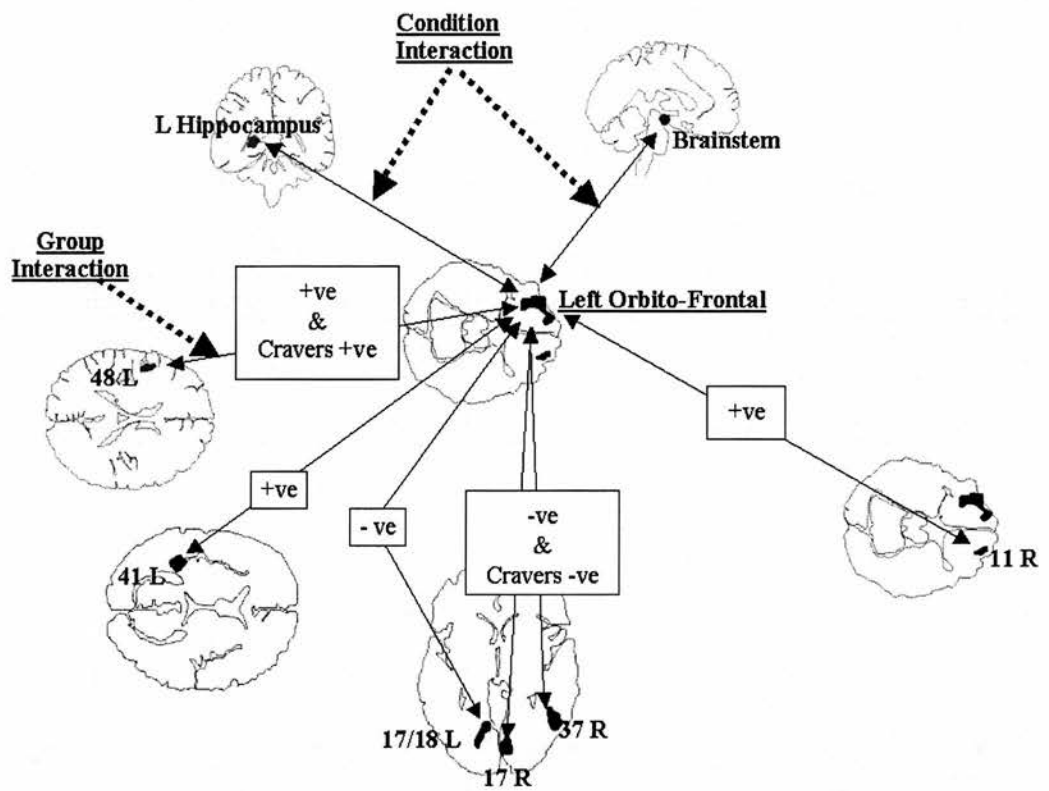 Condition
Interaction
L Hippocampus
Brainstem
Group
Interaction
+ve
&
Cravers +ve
Left Orbito-Frontal
48L
+ve
+ve
- ve
-ve
&
Cravers -ve
11 R
41 L
17/18 L
37 R
17 R